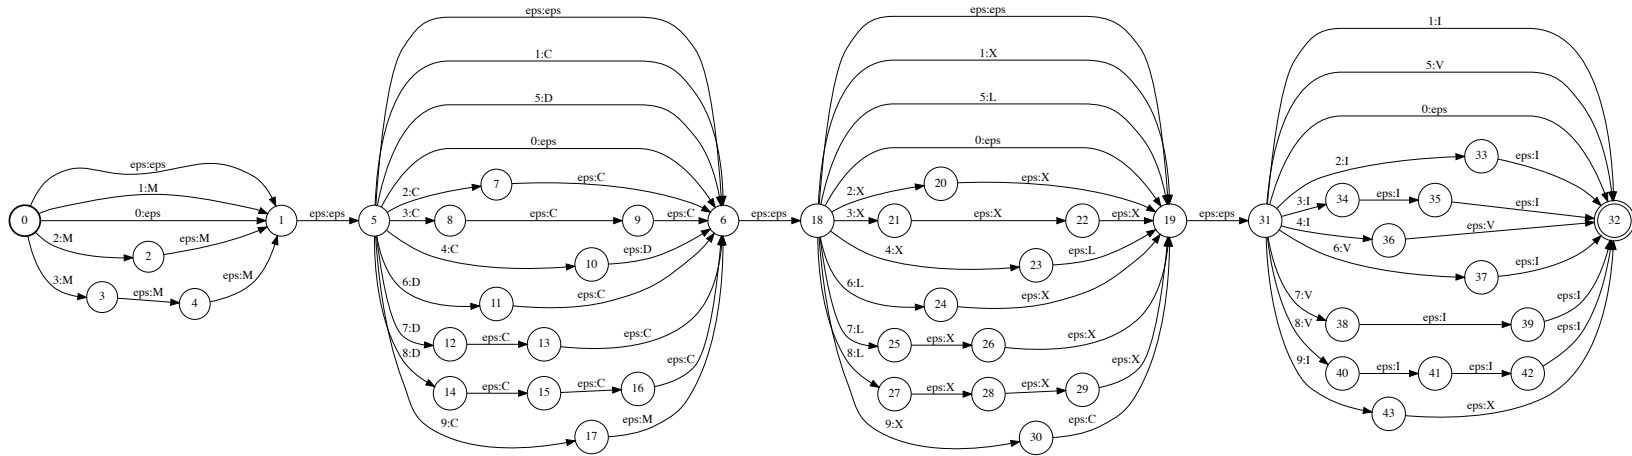 eps:eps
1:M
0:eps
2:M
eps:M
3:M
eps:M
eps:M
0
1
2
3
4
eps:eps
eps:eps
1:C
5:D
0:eps
2:C
eps:C
3:C
eps:C
eps:C
4:C
eps:D
6:D
eps:C
7:D
eps:C
eps:C
8:D
eps:C
eps:C
eps:C
9:C
eps:M
5
6
7
8
9
10
11
12
13
14
15
16
17
eps:eps
eps:eps
1:X
5:L
0:eps
2:X
eps:X
3:X
eps:X
eps:X
4:X
eps:L
6:L
eps:X
7:L
eps:X
eps:X
8:L
eps:X
eps:X
eps:X
9:X
eps:C
18
19
20
21
22
23
24
25
26
27
28
29
30
eps:eps
1:I
5:V
0:eps
2:I
eps:I
3:I
eps:I
eps:I
4:I
eps:V
6:V
eps:I
7:V
eps:I
eps:I
8:V
eps:I
eps:I
eps:I
9:I
eps:X
31
32
33
34
35
36
37
38
39
40
41
42
43